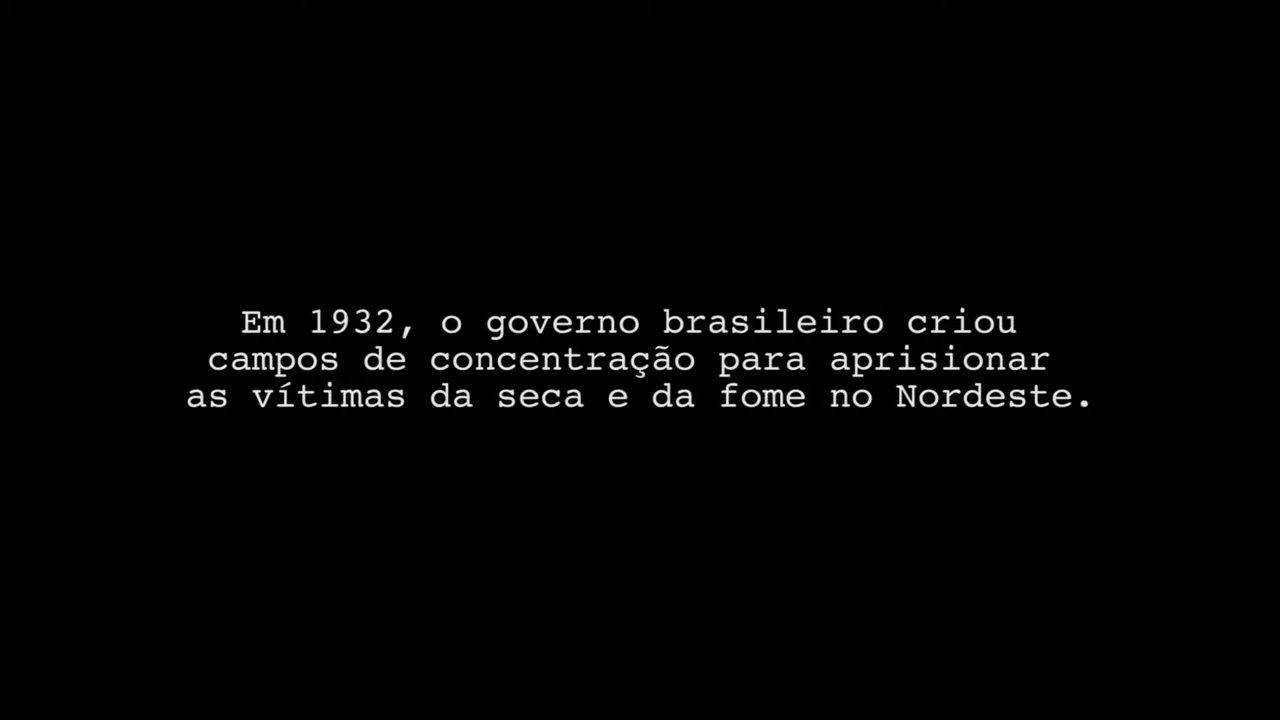 Em 1932, o governo brasileiro criou
campos de concentração para aprisionar
as vítimas da seca e da fome no Nordeste.